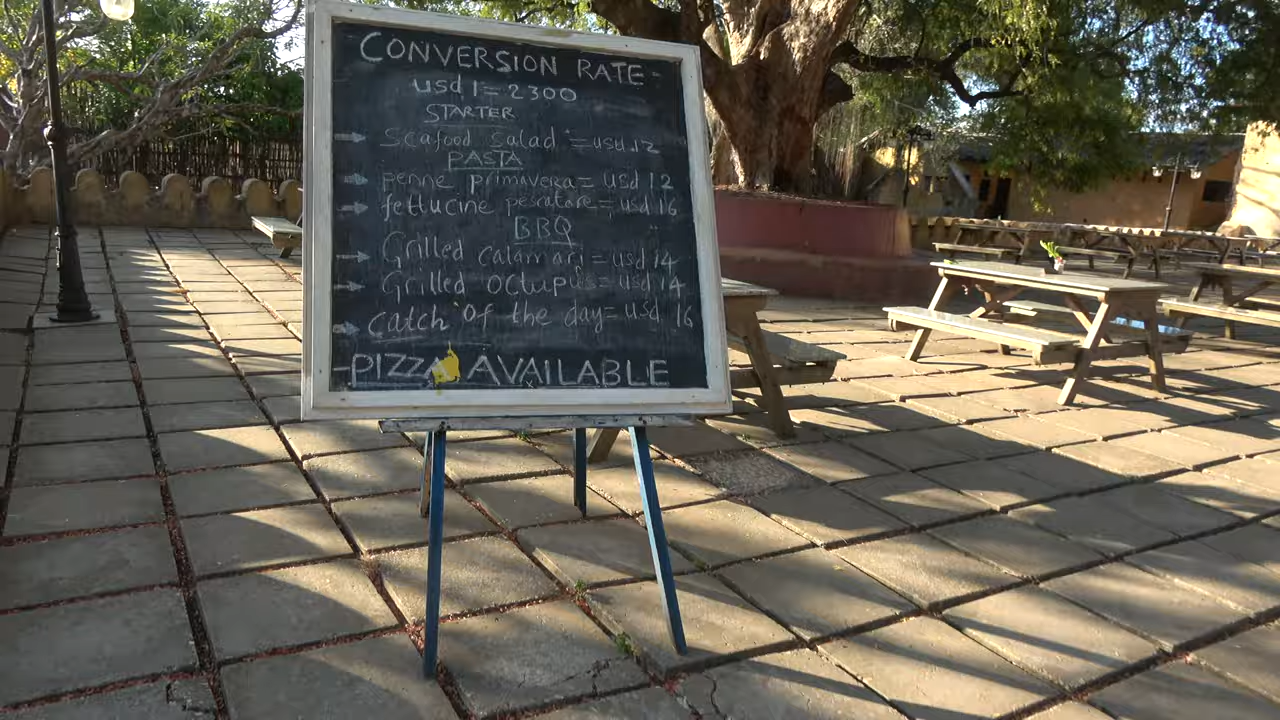 CONVERSION RATE-
usd 1=2300
STARTER
Seafood salad =usd.12
PASTA
penne primavera= usd 12
fettucine pescatare= usd 16
BBQ
Grilled calamari = usd 14
Grilled octupus= usd 14
catch of the day= usd 16
-PIZZA AVAILABLE